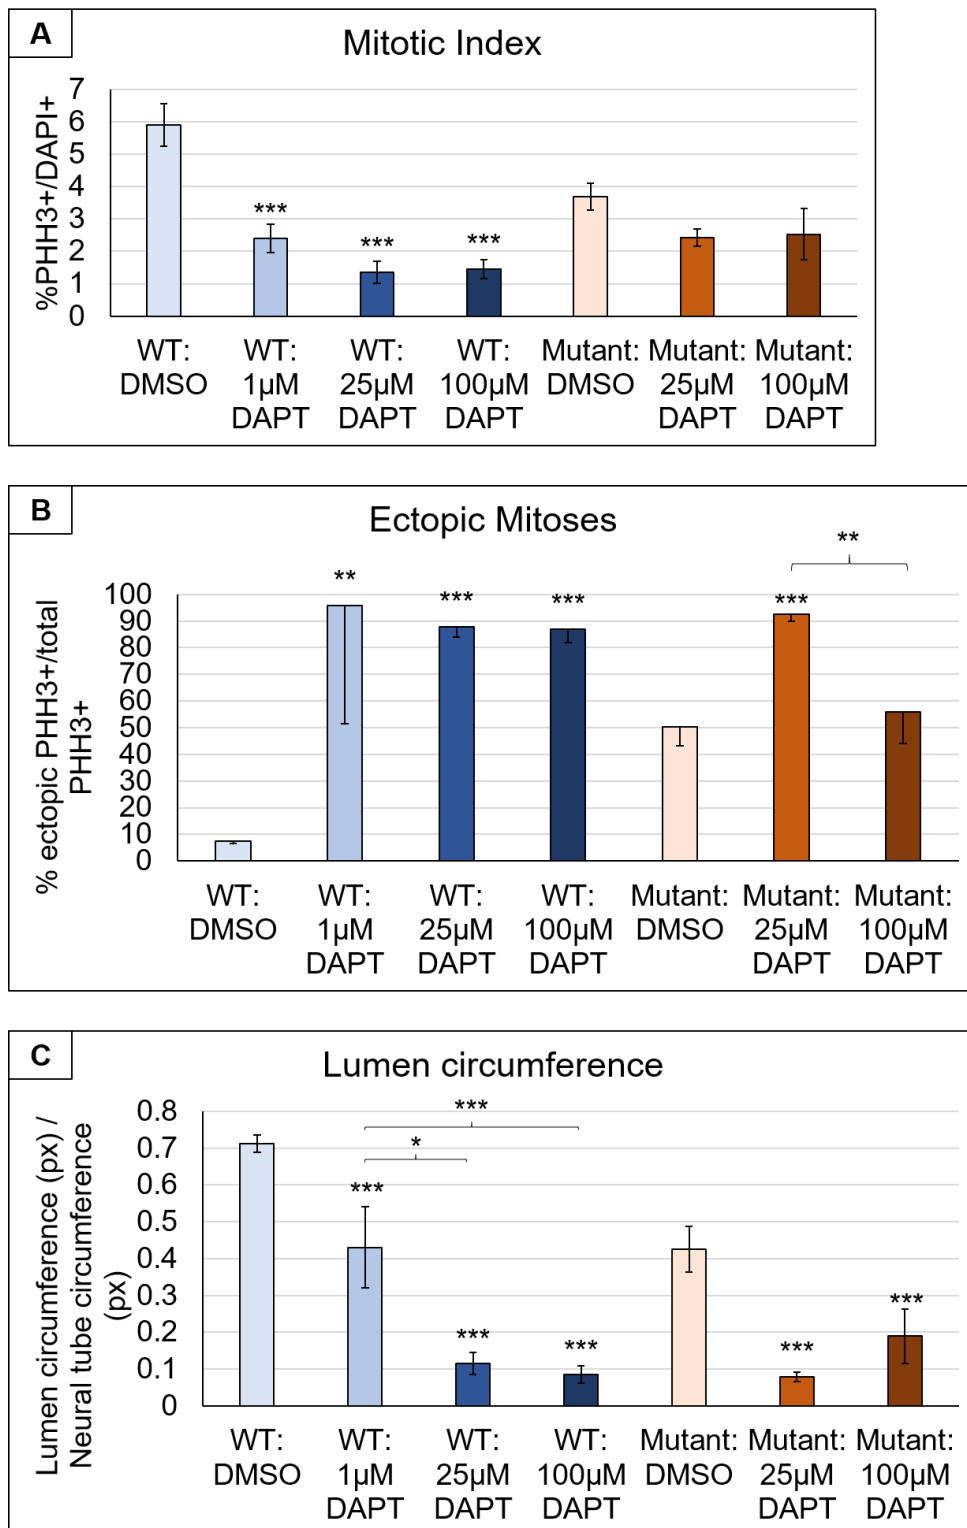 A
Mitotic Index
%PHH3+/DAPI+
7
6
5
4
3
2
1
0
***
***
***
WT:
DMSO
WT:
1µM
DAPT
WT:
25µM
DAPT
WT:
100µM
DAPT
Mutant:
DMSO
Mutant:
25µM
DAPT
Mutant:
100µM
DAPT
B
Ectopic Mitoses
% ectopic PHH3+/total
PHH3+
100
90
80
70
60
50
40
30
20
10
0
**
***
***
***
**
WT:
DMSO
WT:
1µM
DAPT
WT:
25µM
DAPT
WT:
100µM
DAPT
Mutant:
DMSO
Mutant:
25µM
DAPT
Mutant:
100µM
DAPT
C
Lumen circumference
Lumen circumference (px) /
Neural tube circumference
(px)
0.8
0.7
0.6
0.5
0.4
0.3
0.2
0.1
0
***
*
***
***
***
***
***
WT:
DMSO
WT:
1µM
DAPT
WT:
25µM
DAPT
WT:
100µM
DAPT
Mutant:
DMSO
Mutant:
25µM
DAPT
Mutant:
100µM
DAPT